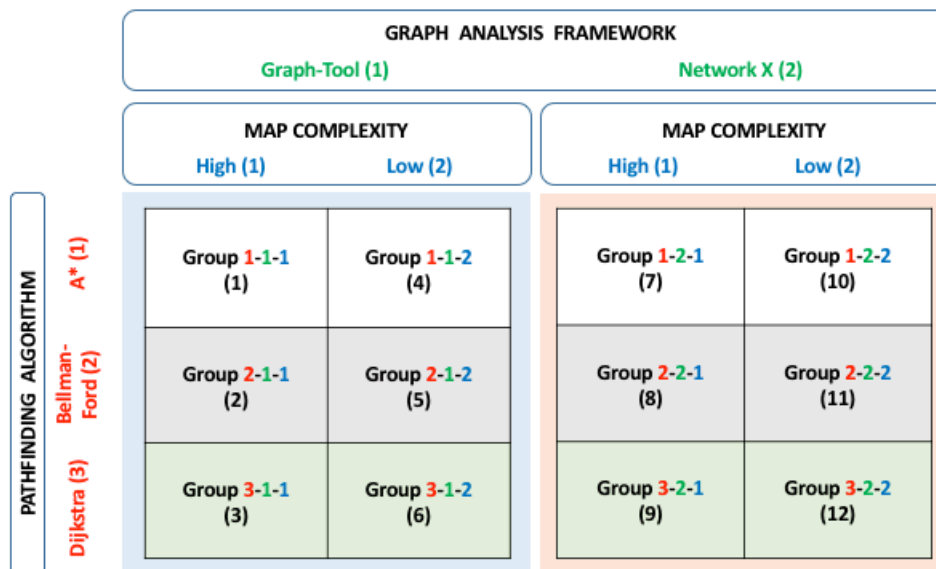 GRAPH ANALYSIS FRAMEWORK
Graph-Tool (1)
Network X (2)
MAP COMPLEXITY
High (1)
Low (2)
MAP COMPLEXITY
High (1)
Low (2)
PATHFINDING ALGORITHM
A* (1)
Bellman-
Ford (2)
Dijkstra (3)
Group 1-1-1
(1)
Group 1-1-2
(4)
Group 1-2-1
(7)
Group 1-2-2
(10)
Group 2-1-1
(2)
Group 2-1-2
(5)
Group 2-2-1
(8)
Group 2-2-2
(11)
Group 3-1-1
(3)
Group 3-1-2
(6)
Group 3-2-1
(9)
Group 3-2-2
(12)